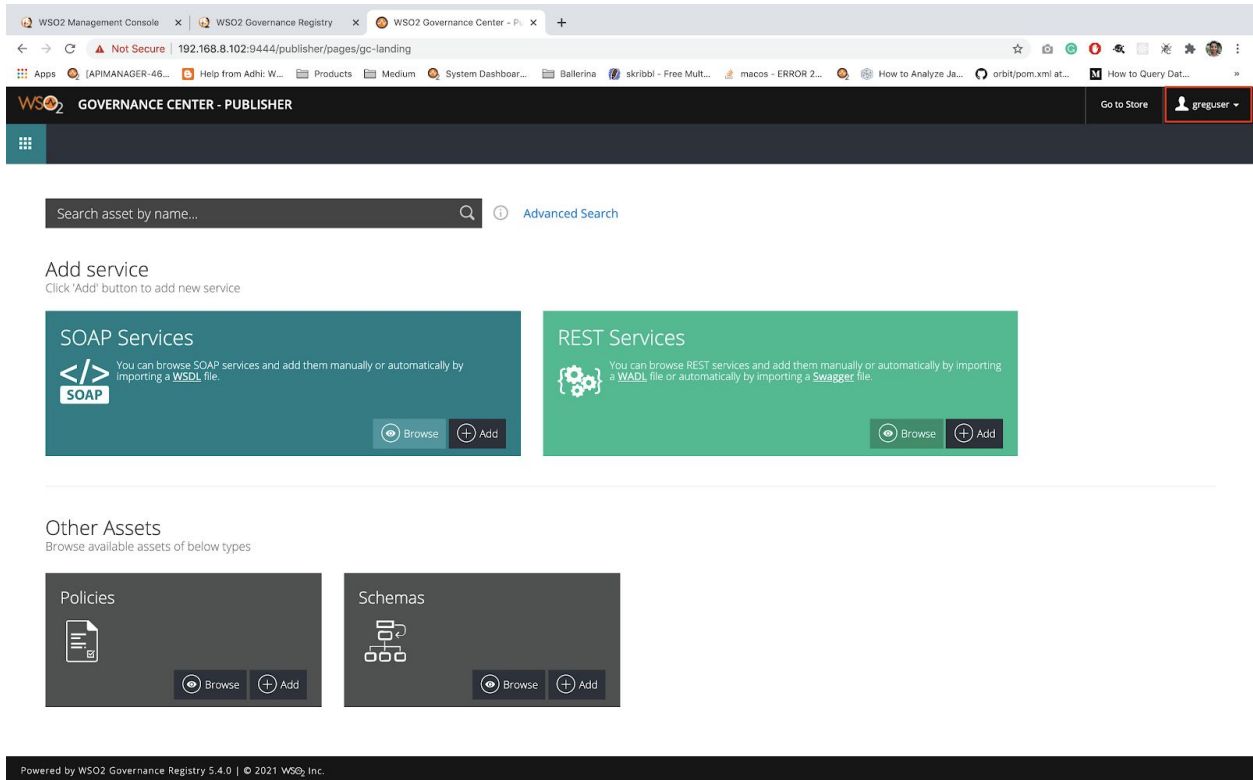 WSO2 Management Console
WSO2 Governance Registry
WSO2 Governance Center - Pu
Not Secure | 192.168.8.102:9444/publisher/pages/gc-landing
Apps [APIMANAGER-46... Help from Adhi: W... Products Medium System Dashboar... Ballerina skribbl - Free Mult... macos - ERROR 2... How to Analyze Ja... orbit/pom.xml at... How to Query Dat... »
WSO2 GOVERNANCE CENTER - PUBLISHER
Go to Store
greguser
Search asset by name...
Advanced Search
Add service
Click 'Add' button to add new service
SOAP Services
You can browse SOAP services and add them manually or automatically by
importing a WSDL file.
</>
SOAP
Browse
Add
REST Services
You can browse REST services and add them manually or automatically by importing
a WADL file or automatically by importing a Swagger file.
Browse
Add
Other Assets
Browse available assets of below types
Policies
Browse
Add
Schemas
Browse
Add
Powered by WSO2 Governance Registry 5.4.0 | © 2021 WSO2 Inc.